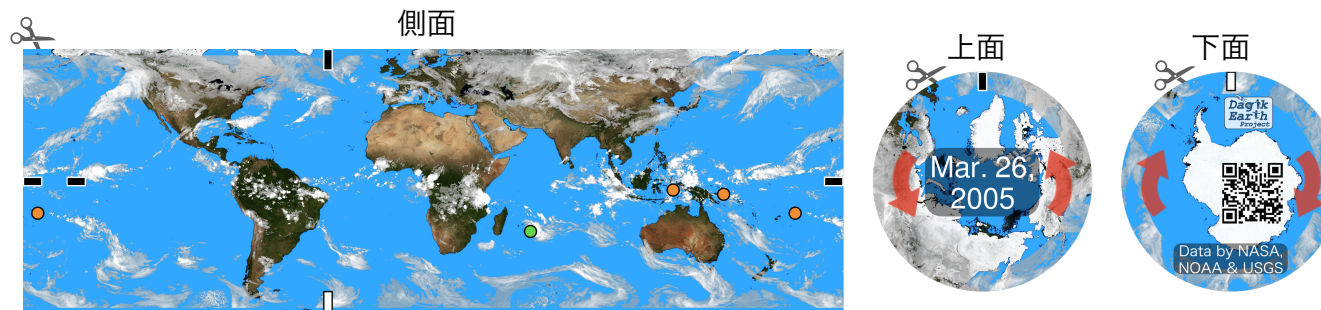 側面
上面
下面
Mar. 26,
2005
Dagik
Earth
Project
Data by NASA,
NOAA & USGS